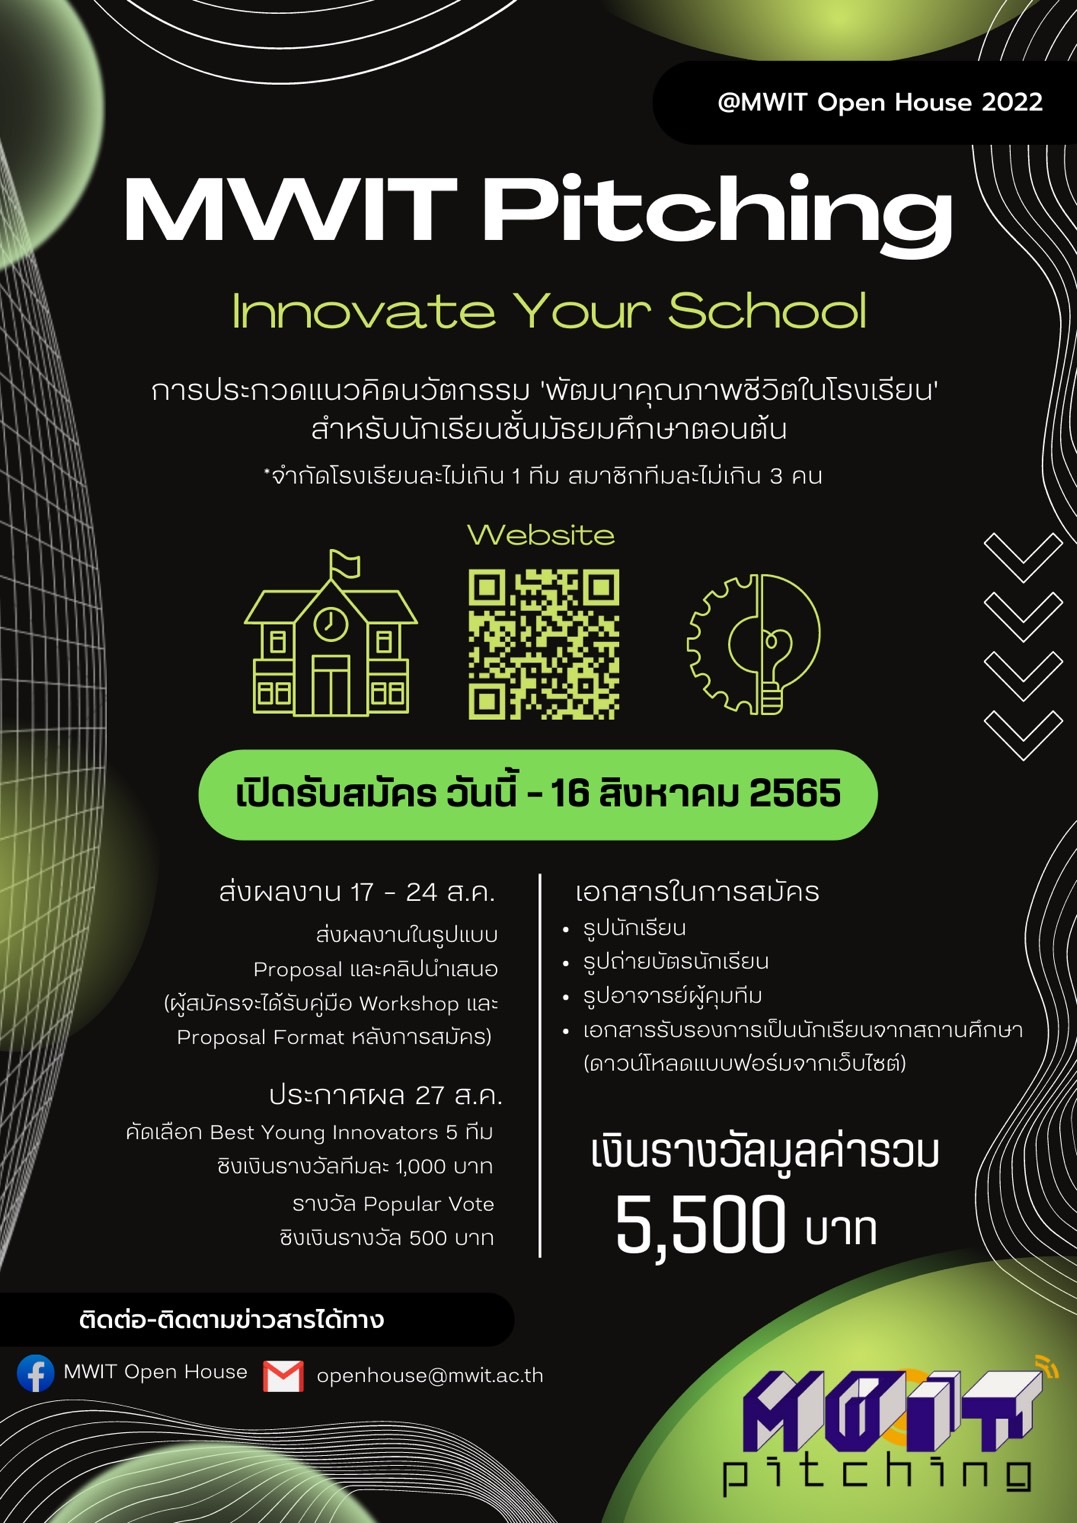 @MWIT Open House 2022
MWIT Pitching
Innovate Your School
การประกวดแนวคิดนวัตกรรม 'พัฒนาคุณภาพชีวิตในโรงเรียน'
สำหรับนักเรียนชั้นมัธยมศึกษาตอนต้น
*จำกัดโรงเรียนละไม่เกิน 1 ทีม สมาชิกทีมละไม่เกิน 3 คน
Website
เปิดรับสมัคร วันนี้ - 16 สิงหาคม 2565
ส่งผลงาน 17 - 24 ส.ค.
ส่งผลงานในรูปแบบ
Proposal และคลิปนำเสนอ
(ผู้สมัครจะได้รับคู่มือ Workshop และ
Proposal Format หลังการสมัคร)
ประกาศผล 27 ส.ค.
คัดเลือก Best Young Innovators 5 ทีม
ชิงเงินรางวัลทีมละ 1,000 บาท
รางวัล Popular Vote
ชิงเงินรางวัล 500 บาท
เอกสารในการสมัคร
• รูปนักเรียน
• รูปถ่ายบัตรนักเรียน
• รูปอาจารย์ผู้คุมทีม
• เอกสารรับรองการเป็นนักเรียนจากสถานศึกษา
(ดาวน์โหลดแบบฟอร์มจากเว็บไซต์)
เงินรางวัลมูลค่ารวม
5,500 บาท
ติดต่อ-ติดตามข่าวสารได้ทาง
MWIT Open House
openhouse@mwit.ac.th
MWIT
pitching